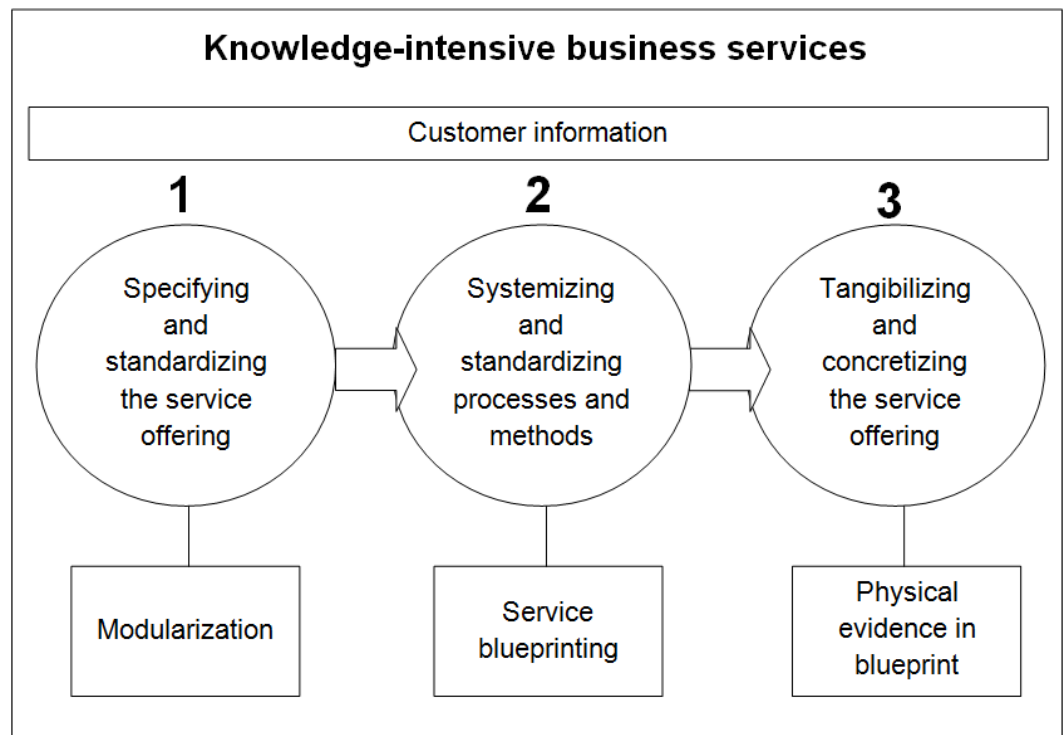 Knowledge-intensive business services
Customer information
1
2
3
Specifying
and
standardizing
the service
offering
Systemizing
and
standardizing
processes and
methods
Tangibilizing
and
concretizing
the service
offering
Modularization
Service
blueprinting
Physical
evidence in
blueprint